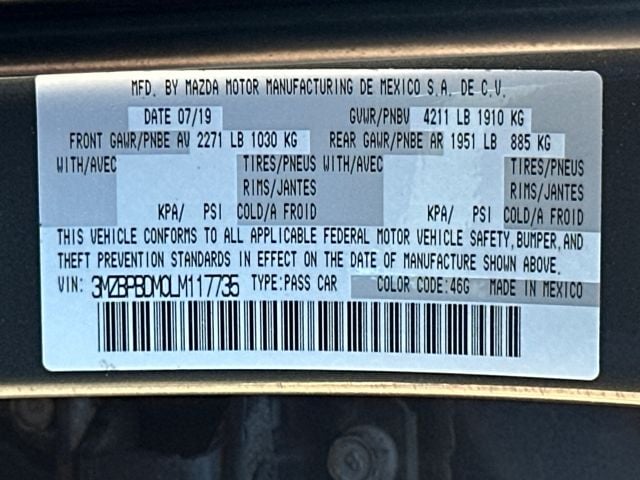 MFD. BY MAZDA MOTOR MANUFACTURING DE MEXICO S.A. DE C.V.
DATE 07/19 GVWR/PNBV 4211 LB 1910 KG
FRONT GAWR/PNBE AV 2271 LB 1030 KG REAR GAWR/PNBE AR 1951 LB 885 KG
WITH/AVEC TIRES/PNEUS WITH/AVEC TIRES/PNEUS
RIMS/JANTES RIMS/JANTES
KPA/ PSI COLD/A FROID KPA/ PSI COLD/A FROID
THIS VEHICLE CONFORMS TO ALL APPLICABLE FEDERAL MOTOR VEHICLE SAFETY, BUMPER, AND
THEFT PREVENTION STANDARDS IN EFFECT ON THE DATE OF MANUFACTURE SHOWN ABOVE.
VIN: 3MZBPBDM0LM117735 TYPE:PASS CAR COLOR CODE:46G MADE IN MEXICO